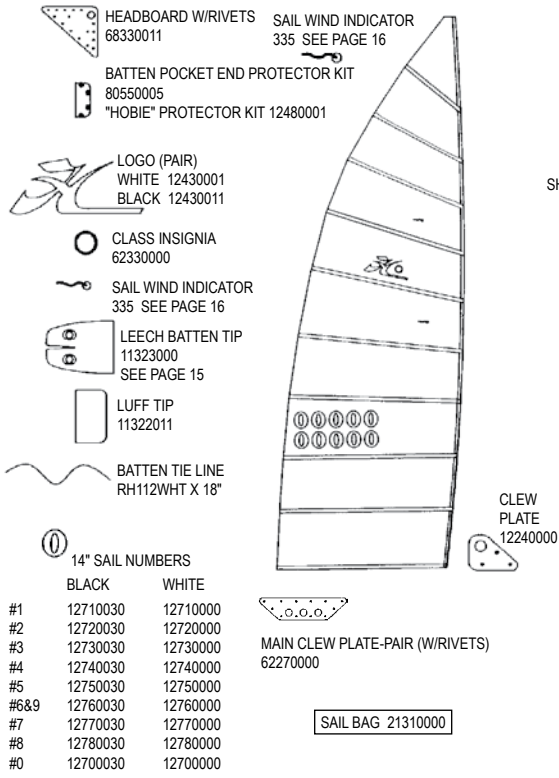 HEADBOARD W/RIVETS
68330011
SAIL WIND INDICATOR
335 SEE PAGE 16
BATTEN POCKET END PROTECTOR KIT
80550005
"HOBIE" PROTECTOR KIT 12480001
LOGO (PAIR)
WHITE 12430001
BLACK 12430011
SH
CLASS INSIGNIA
62330000
SAIL WIND INDICATOR
335 SEE PAGE 16
LEECH BATTEN TIP
11323000
SEE PAGE 15
LUFF TIP
11322011
BATTEN TIE LINE
RH112WHT X 18"
CLEW
PLATE
12240000
14" SAIL NUMBERS
BLACK WHITE
#1 12710030 12710000
#2 12720030 12720000
#3 12730030 12730000
#4 12740030 12740000
#5 12750030 12750000
#6&9 12760030 12760000
#7 12770030 12770000
#8 12780030 12780000
#0 12700030 12700000
MAIN CLEW PLATE-PAIR (W/RIVETS)
62270000
SAIL BAG 21310000